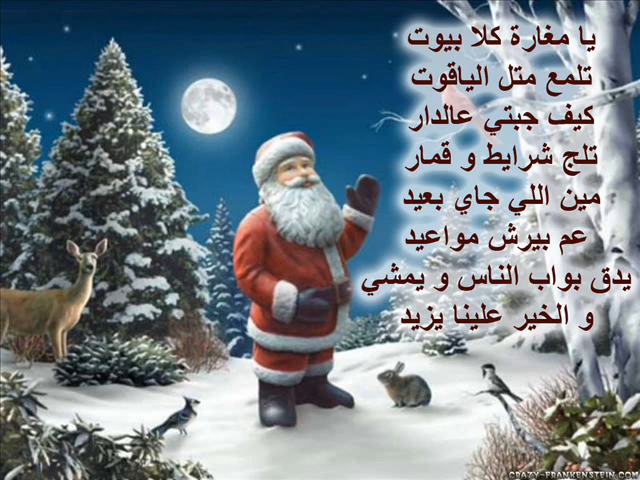 يا مغارة كلا بيوت
تلمع متل الياقوت
كيف جبتي عالدار
تلج شرايط و قمار
مين اللي جاي بعيد
عم بيرش مواعيد
يدق بواب الناس و يمشي
و الخير علينا يزيد
CRAZY-FRANKENSTEIN.COM